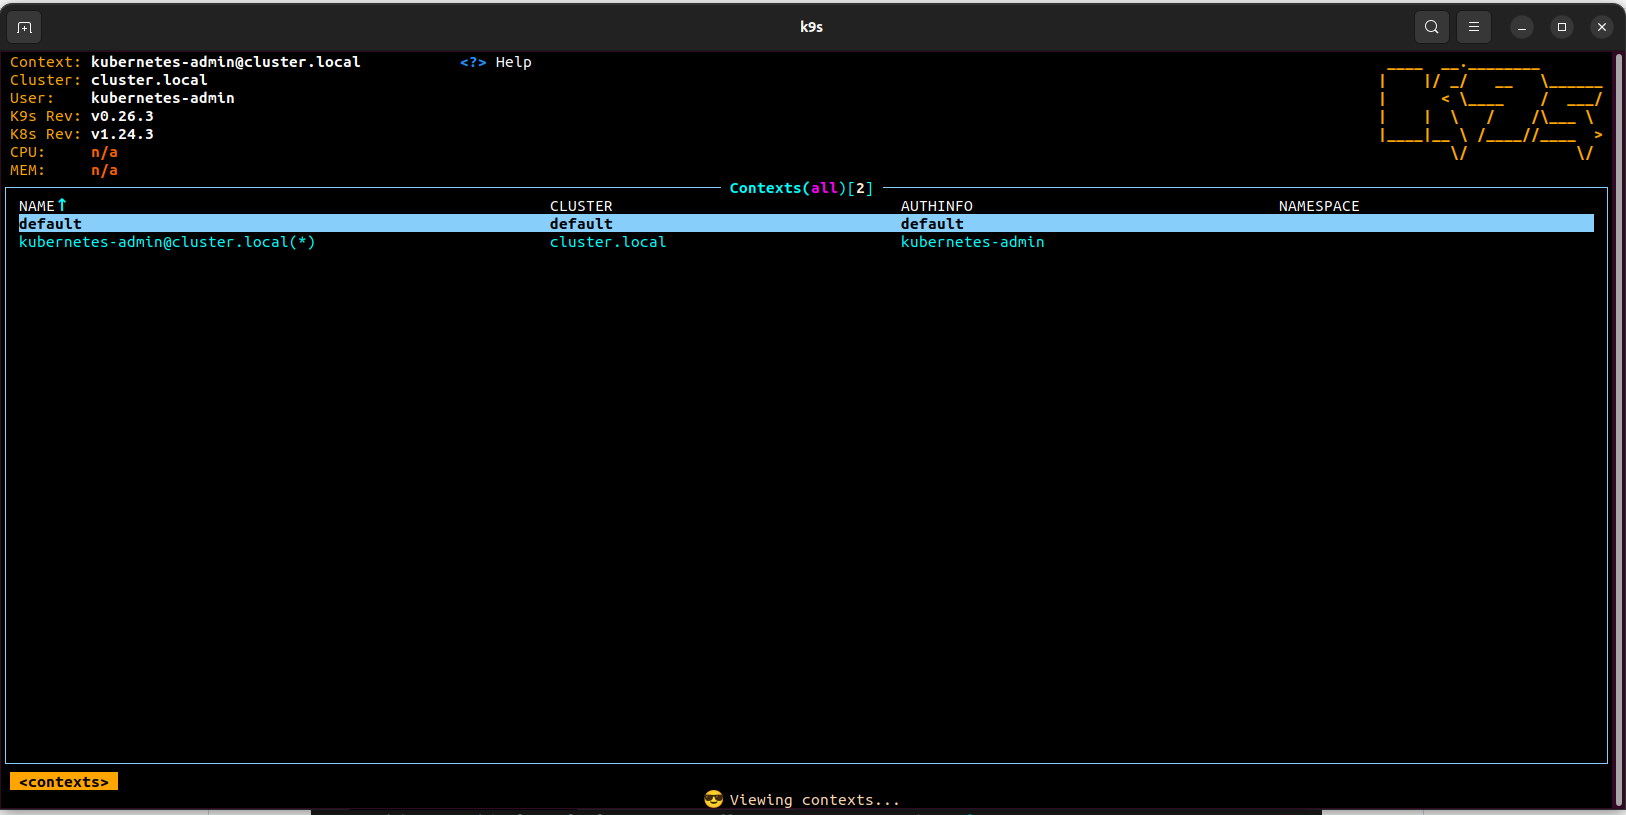 k9s
Context: kubernetes-admin@cluster.local <?> Help
Cluster: cluster.local
User: kubernetes-admin
K9s Rev: v0.26.3
K8s Rev: v1.24.3
CPU: n/a
MEM: n/a
Contexts(all)[2]
NAME↑ CLUSTER AUTHINFO NAMESPACE
default default default
kubernetes-admin@cluster.local(*) cluster.local kubernetes-admin
<contexts>
😎 Viewing contexts...